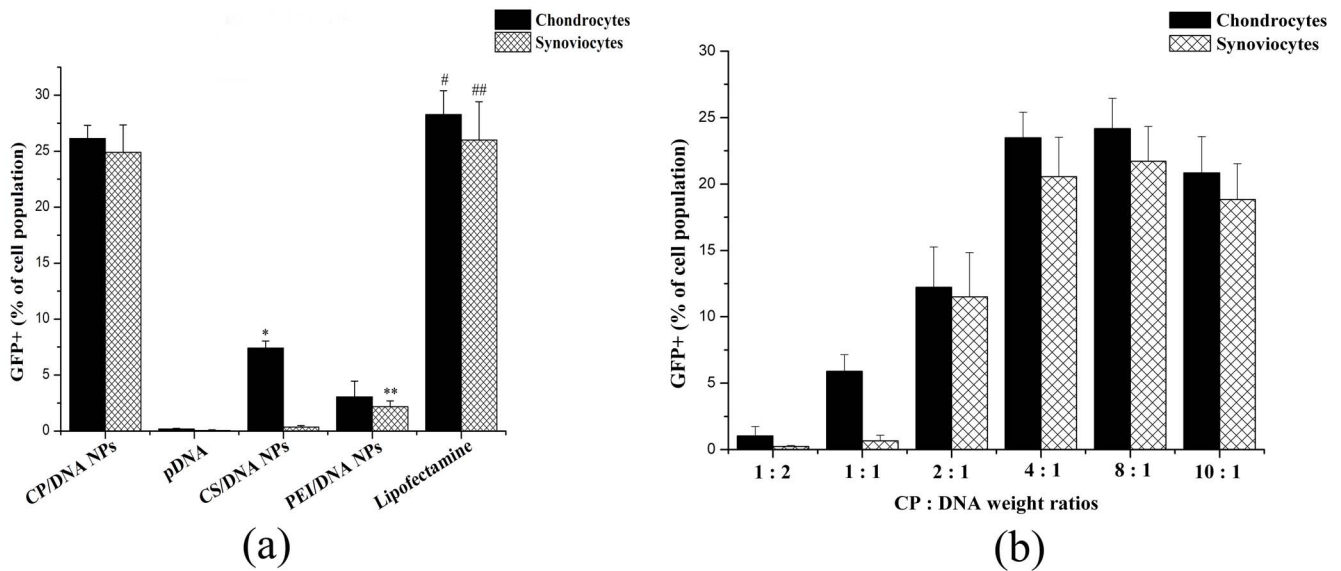 Chondrocytes
Synoviocytes
GFP+ (% of cell population)
30
25
20
15
10
5
0
#
##
*
**
CP/DNA NPs
pDNA
CS/DNA NPs
PEI/DNA NPs
Lipofectamine
(a)
Chondrocytes
Synoviocytes
GFP+ (% of cell population)
30
25
20
15
10
5
0
1 : 2
1 : 1
2 : 1
4 : 1
8 : 1
10 : 1
CP : DNA weight ratios
(b)